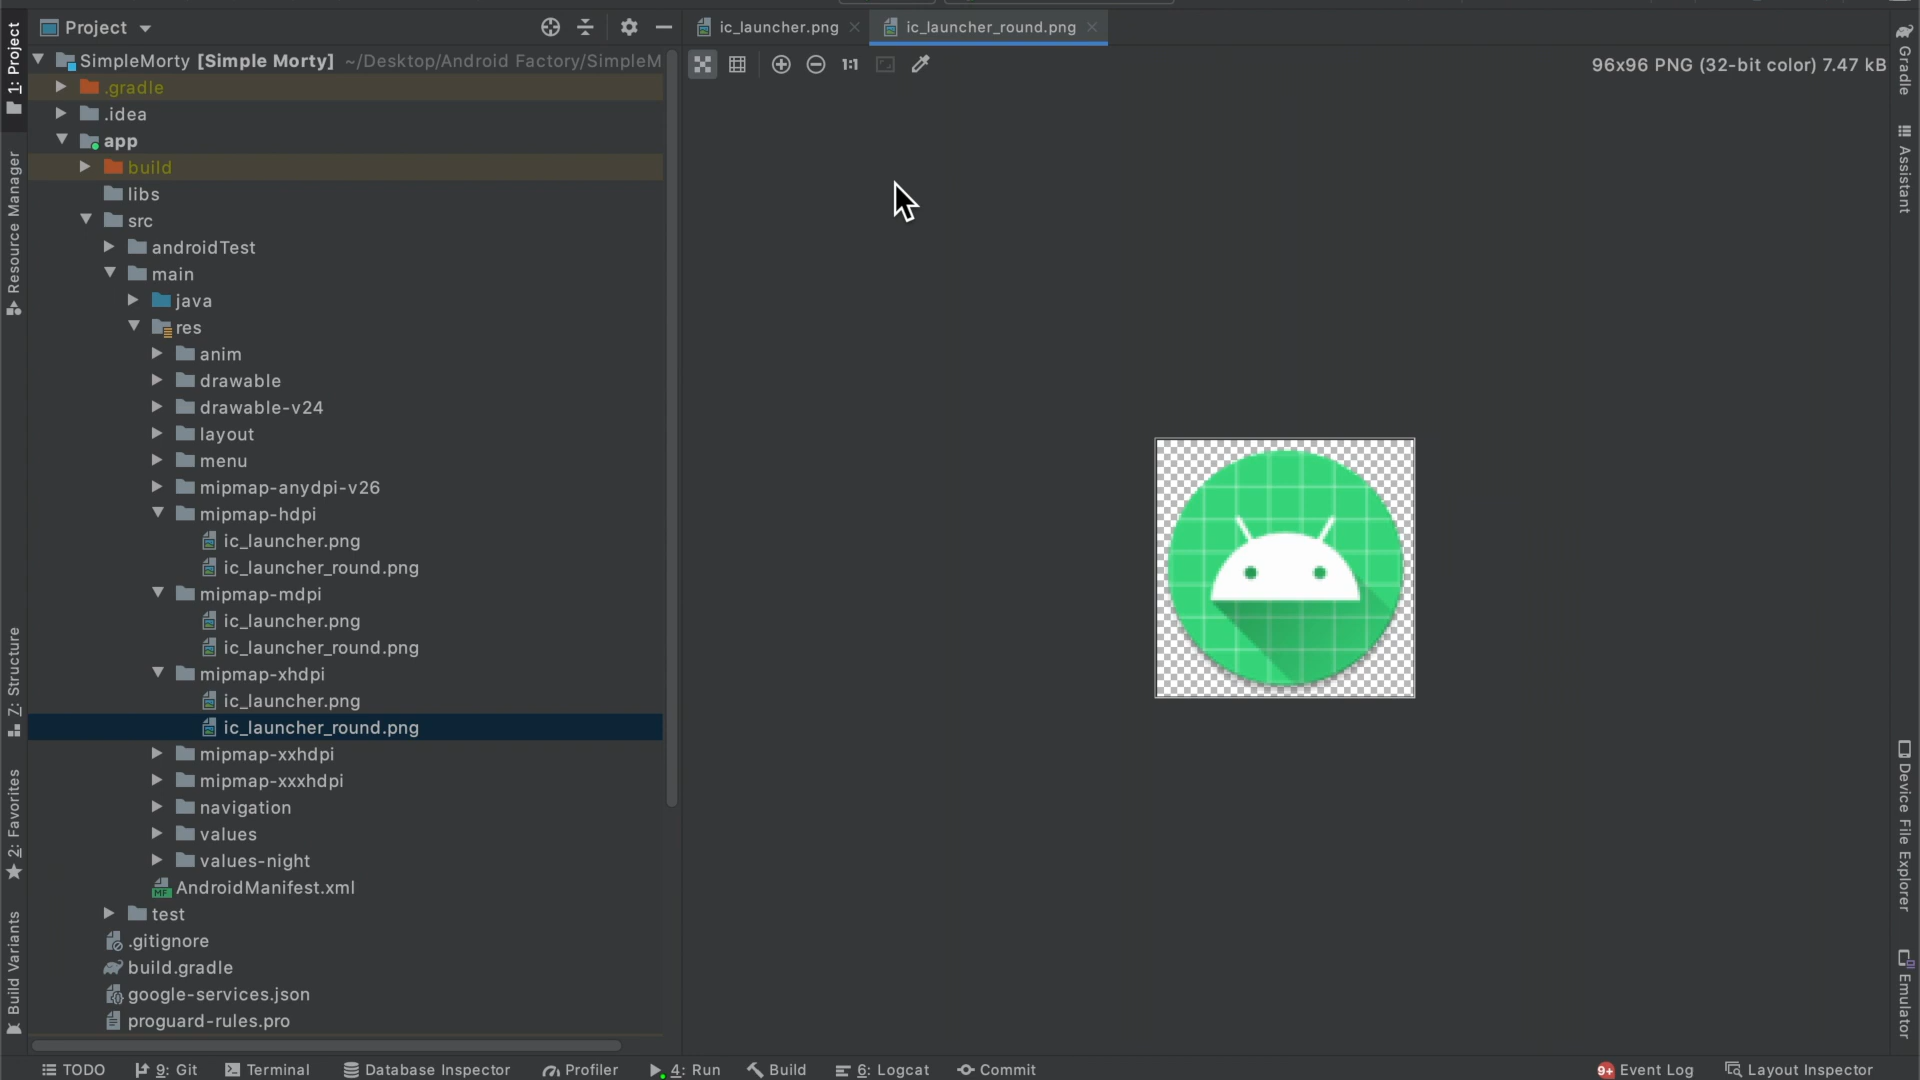 Project
ic_launcher.png
ic_launcher_round.png
SimpleMorty [Simple Morty] ~/Desktop/Android Factory/SimpleM
1:1
96x96 PNG (32-bit color) 7.47 kB
.gradle
.idea
app
build
libs
src
androidTest
main
java
res
anim
drawable
drawable-v24
layout
menu
mipmap-anydpi-v26
mipmap-hdpi
ic_launcher.png
ic_launcher_round.png
mipmap-mdpi
ic_launcher.png
ic_launcher_round.png
mipmap-xhdpi
ic_launcher.png
ic_launcher_round.png
mipmap-xxhdpi
mipmap-xxxhdpi
navigation
values
values-night
MF AndroidManifest.xml
test
.gitignore
build.gradle
google-services.json
proguard-rules.pro
1: Project
Resource Manager
Z: Structure
2: Favorites
Build Variants
Gradle
Assistant
Device File Explorer
Emulator
TODO
9: Git
Terminal
Database Inspector
Profiler
4: Run
Build
6: Logcat
Commit
9+ Event Log
Layout Inspector